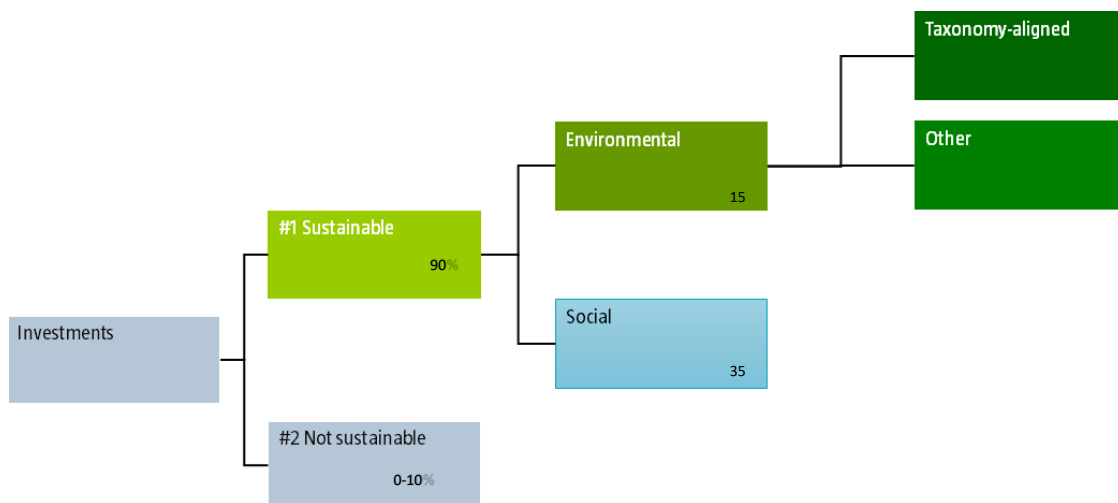 Taxonomy-aligned
Environmental
15
Other
#1 Sustainable
90%
Social
35
Investments
#2 Not sustainable
0-10%